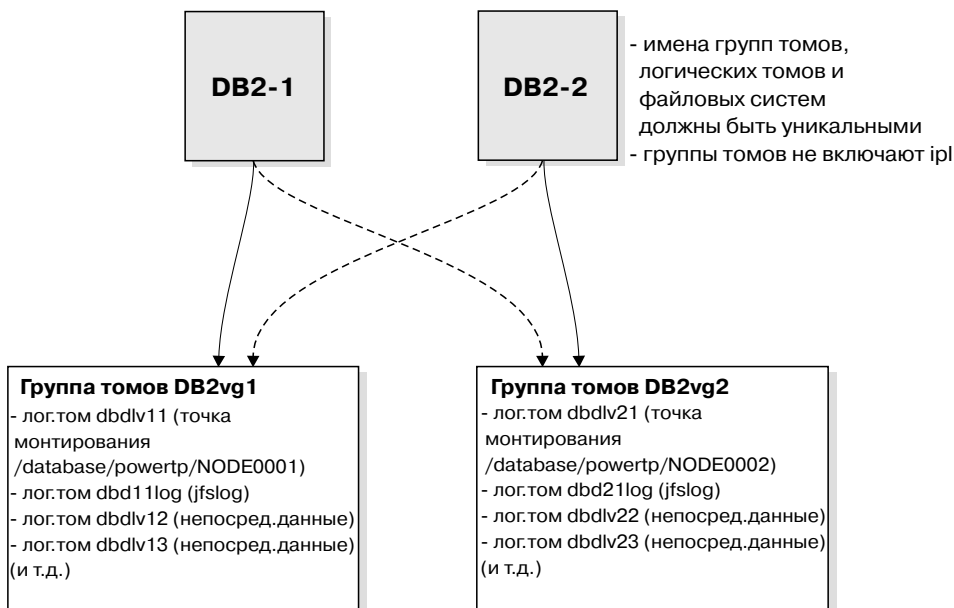 DB2-1
DB2-2
- имена групп томов,
логических томов и
файловых систем
должны быть уникальными
- группы томов не включают ipl
Группа томов DB2vg1
- лог.том dbdlv11 (точка
монтирования
/database/powertp/NODE0001)
- лог.том dbd11log (jfslog)
- лог.том dbdlv12 (непосред.данные)
- лог.том dbdlv13 (непосред.данные)
(и т.д.)
Группа томов DB2vg2
- лог.том dbdlv21 (точка
монтирования
/database/powertp/NODE0002)
- лог.том dbd21log (jfslog)
- лог.том dbdlv22 (непосред.данные)
- лог.том dbdlv23 (непосред.данные)
(и т.д.)